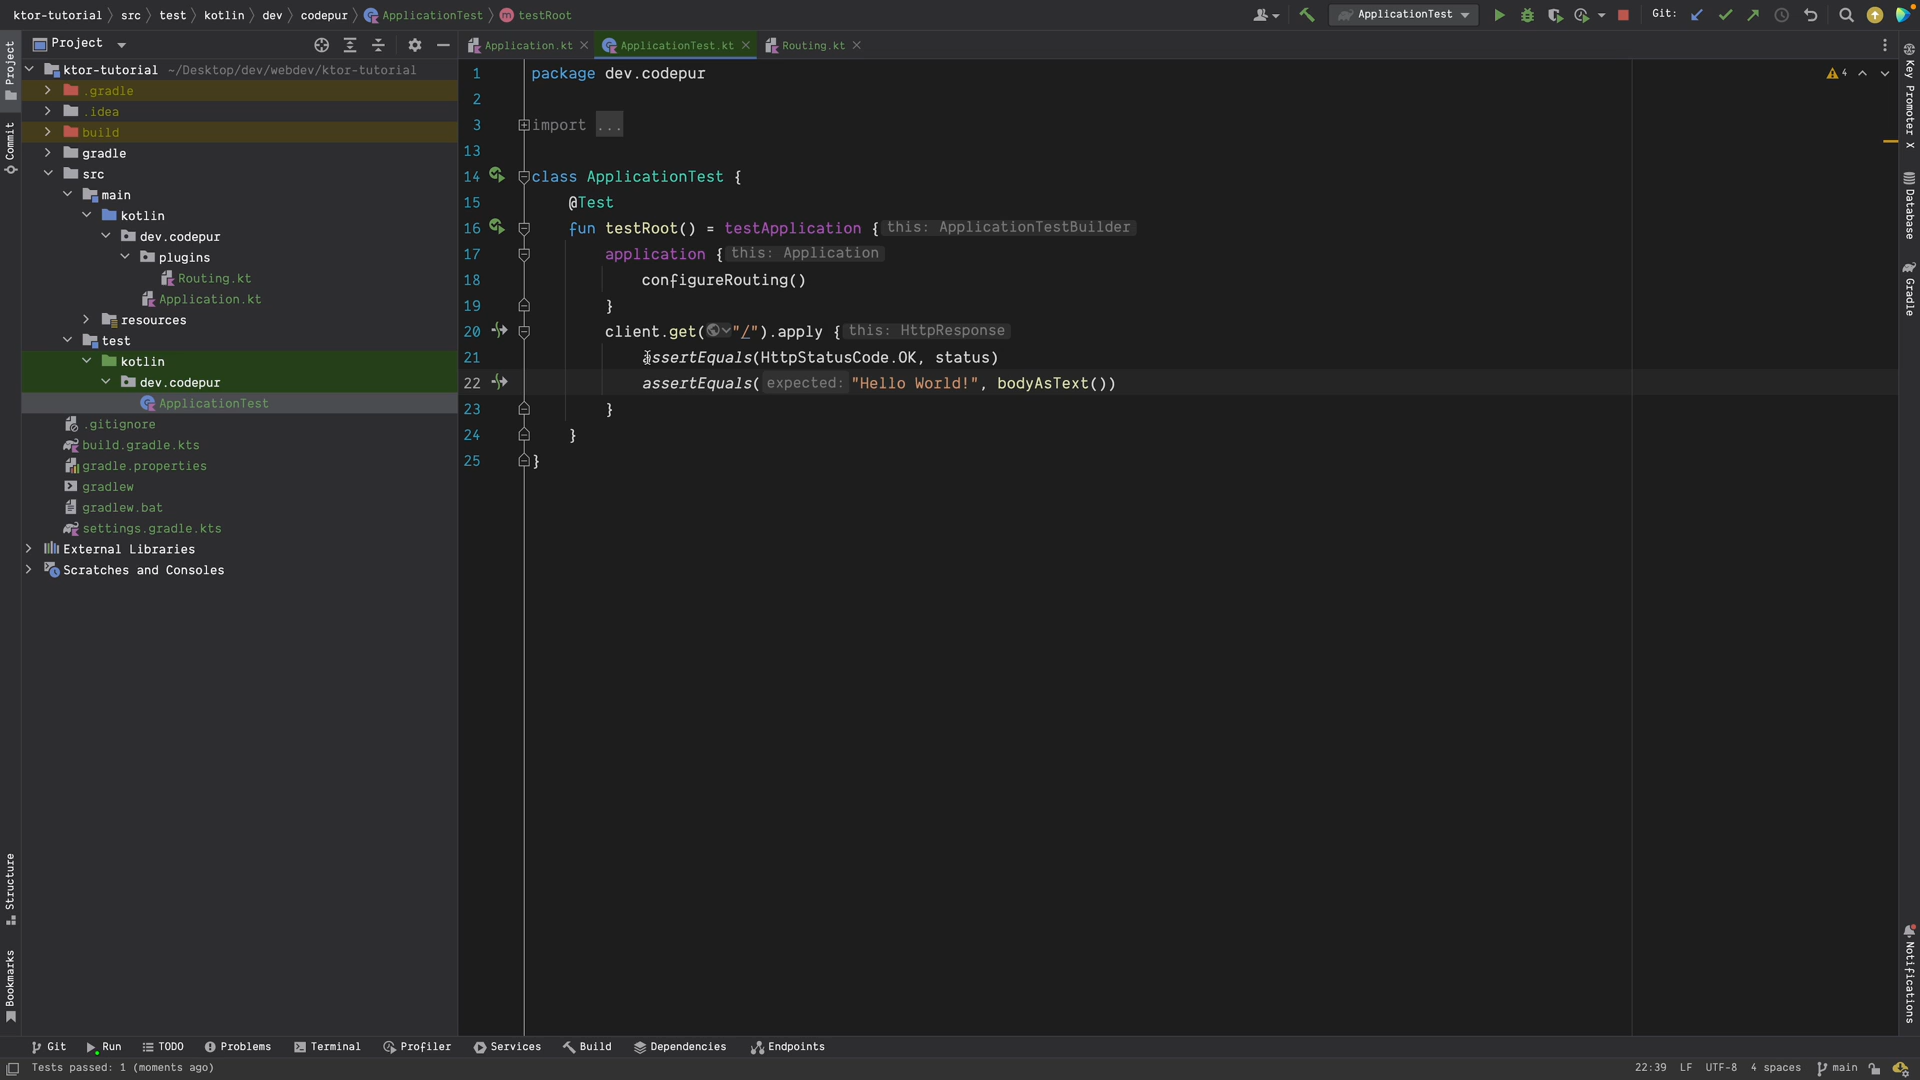 ktor-tutorial src test kotlin dev codepur ApplicationTest testRoot
ApplicationTest
Git:
Project
Application.kt
ApplicationTest.kt
Routing.kt
Project
Commit
Structure
Bookmarks
ktor-tutorial ~/Desktop/dev/webdev/ktor-tutorial
.gradle
.idea
build
gradle
src
main
kotlin
dev.codepur
plugins
Routing.kt
Application.kt
resources
test
kotlin
dev.codepur
ApplicationTest
.gitignore
build.gradle.kts
gradle.properties
gradlew
gradlew.bat
settings.gradle.kts
External Libraries
Scratches and Consoles
1 package dev.codepur
2
3 import ...
13
14 class ApplicationTest {
15 @Test
16 fun testRoot() = testApplication { this: ApplicationTestBuilder
17 application { this: Application
18 configureRouting()
19 }
20 client.get("/").apply { this: HttpResponse
21 assertEquals(HttpStatusCode.OK, status)
22 assertEquals( expected: "Hello World!", bodyAsText())
23 }
24 }
25 }
4
Key Promoter X
Database
Gradle
Notifications
Git Run TODO Problems Terminal Profiler Services Build Dependencies Endpoints
Tests passed: 1 (moments ago)
22:39 LF UTF-8 4 spaces main